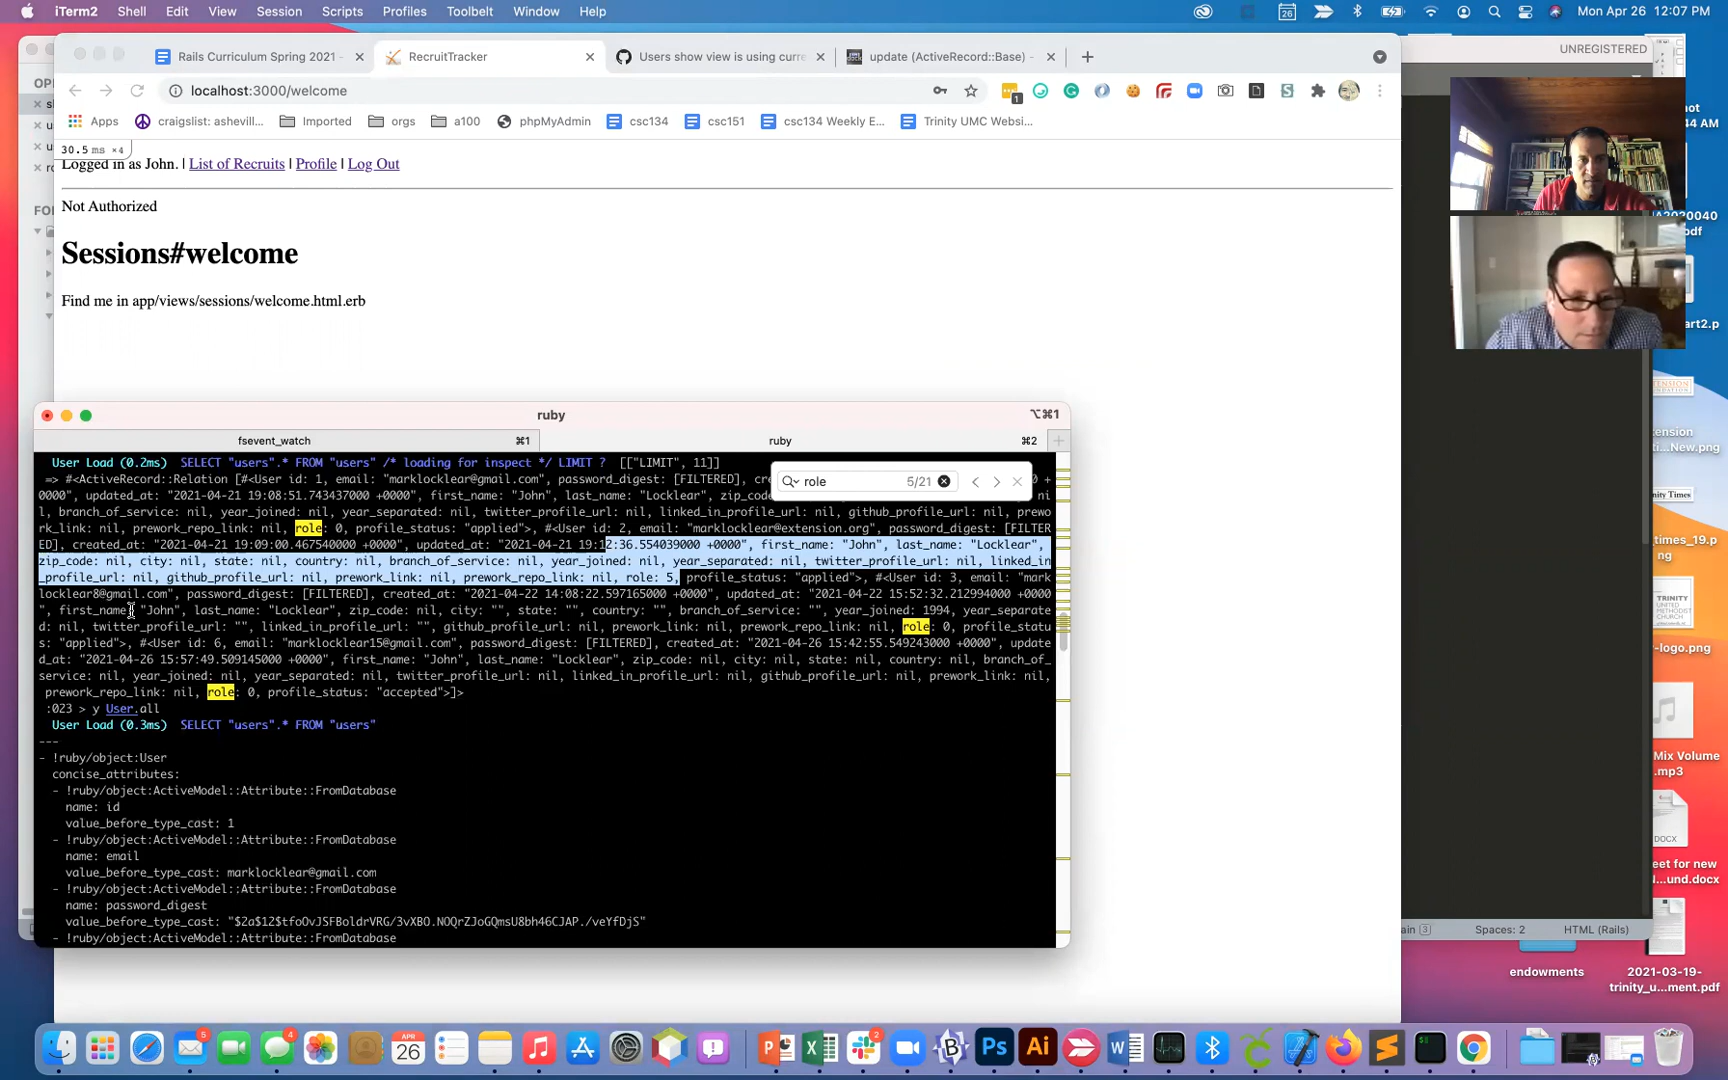 iTerm2 Shell Edit View Session Scripts Profiles Toolbelt Window Help 26 Mon Apr 26 12:07 PM
UNREGISTERED
Rails Curriculum Spring 2021 - RecruitTracker Users show view is using curre update (ActiveRecord::Base) -
localhost:3000/welcome
Apps craigslist: ashevill... Imported orgs a100 phpMyAdmin csc134 csc151 csc134 Weekly E... Trinity UMC Websi...
30.5 ms ×4
Logged in as John. | List of Recruits | Profile | Log Out
Not Authorized
Sessions#welcome
Find me in app/views/sessions/welcome.html.erb
ruby ⌥⌘1
fsevent_watch ⌘1 ruby ⌘2
role 5/21
User Load (0.2ms) SELECT "users".* FROM "users" /* loading for inspect */ LIMIT ? [["LIMIT", 11]]
=> #<ActiveRecord::Relation [#<User id: 1, email: "marklocklear@gmail.com", password_digest: [FILTERED], created_at:
0000", updated_at: "2021-04-21 19:08:51.743437000 +0000", first_name: "John", last_name: "Locklear", zip_cod
l, branch_of_service: nil, year_joined: nil, year_separated: nil, twitter_profile_url: nil, linked_in_profile_url: nil, github_profile_url: nil, prewo
rk_link: nil, prework_repo_link: nil, role: 0, profile_status: "applied">, #<User id: 2, email: "marklocklear@extension.org", password_digest: [FILTER
ED], created_at: "2021-04-21 19:09:00.467540000 +0000", updated_at: "2021-04-21 19:12:36.554039000 +0000", first_name: "John", last_name: "Locklear",
zip_code: nil, city: nil, state: nil, country: nil, branch_of_service: nil, year_joined: nil, year_separated: nil, twitter_profile_url: nil, linked_in
_profile_url: nil, github_profile_url: nil, prework_link: nil, prework_repo_link: nil, role: 5, profile_status: "applied">, #<User id: 3, email: "mark
locklear8@gmail.com", password_digest: [FILTERED], created_at: "2021-04-22 14:08:22.597165000 +0000", updated_at: "2021-04-22 15:52:32.212994000 +0000
", first_name: "John", last_name: "Locklear", zip_code: nil, city: "", state: "", country: "", branch_of_service: "", year_joined: 1994, year_separate
d: nil, twitter_profile_url: "", linked_in_profile_url: "", github_profile_url: nil, prework_link: nil, prework_repo_link: nil, role: 0, profile_statu
s: "applied">, #<User id: 6, email: "marklocklear15@gmail.com", password_digest: [FILTERED], created_at: "2021-04-26 15:42:55.549243000 +0000", update
d_at: "2021-04-26 15:57:49.509145000 +0000", first_name: "John", last_name: "Locklear", zip_code: nil, city: nil, state: nil, country: nil, branch_of_
service: nil, year_joined: nil, year_separated: nil, twitter_profile_url: nil, linked_in_profile_url: nil, github_profile_url: nil, prework_link: nil,
prework_repo_link: nil, role: 0, profile_status: "accepted">]>
:023 > y User.all
User Load (0.3ms) SELECT "users".* FROM "users"
---
- !ruby/object:User
concise_attributes:
- !ruby/object:ActiveModel::Attribute::FromDatabase
name: id
value_before_type_cast: 1
- !ruby/object:ActiveModel::Attribute::FromDatabase
name: email
value_before_type_cast: marklocklear@gmail.com
- !ruby/object:ActiveModel::Attribute::FromDatabase
name: password_digest
- !ruby/object:ActiveModel::Attribute::FromDatabase
Spaces: 2 HTML (Rails)
endowments
2021-03-19-
trinity_u...ment.pdf